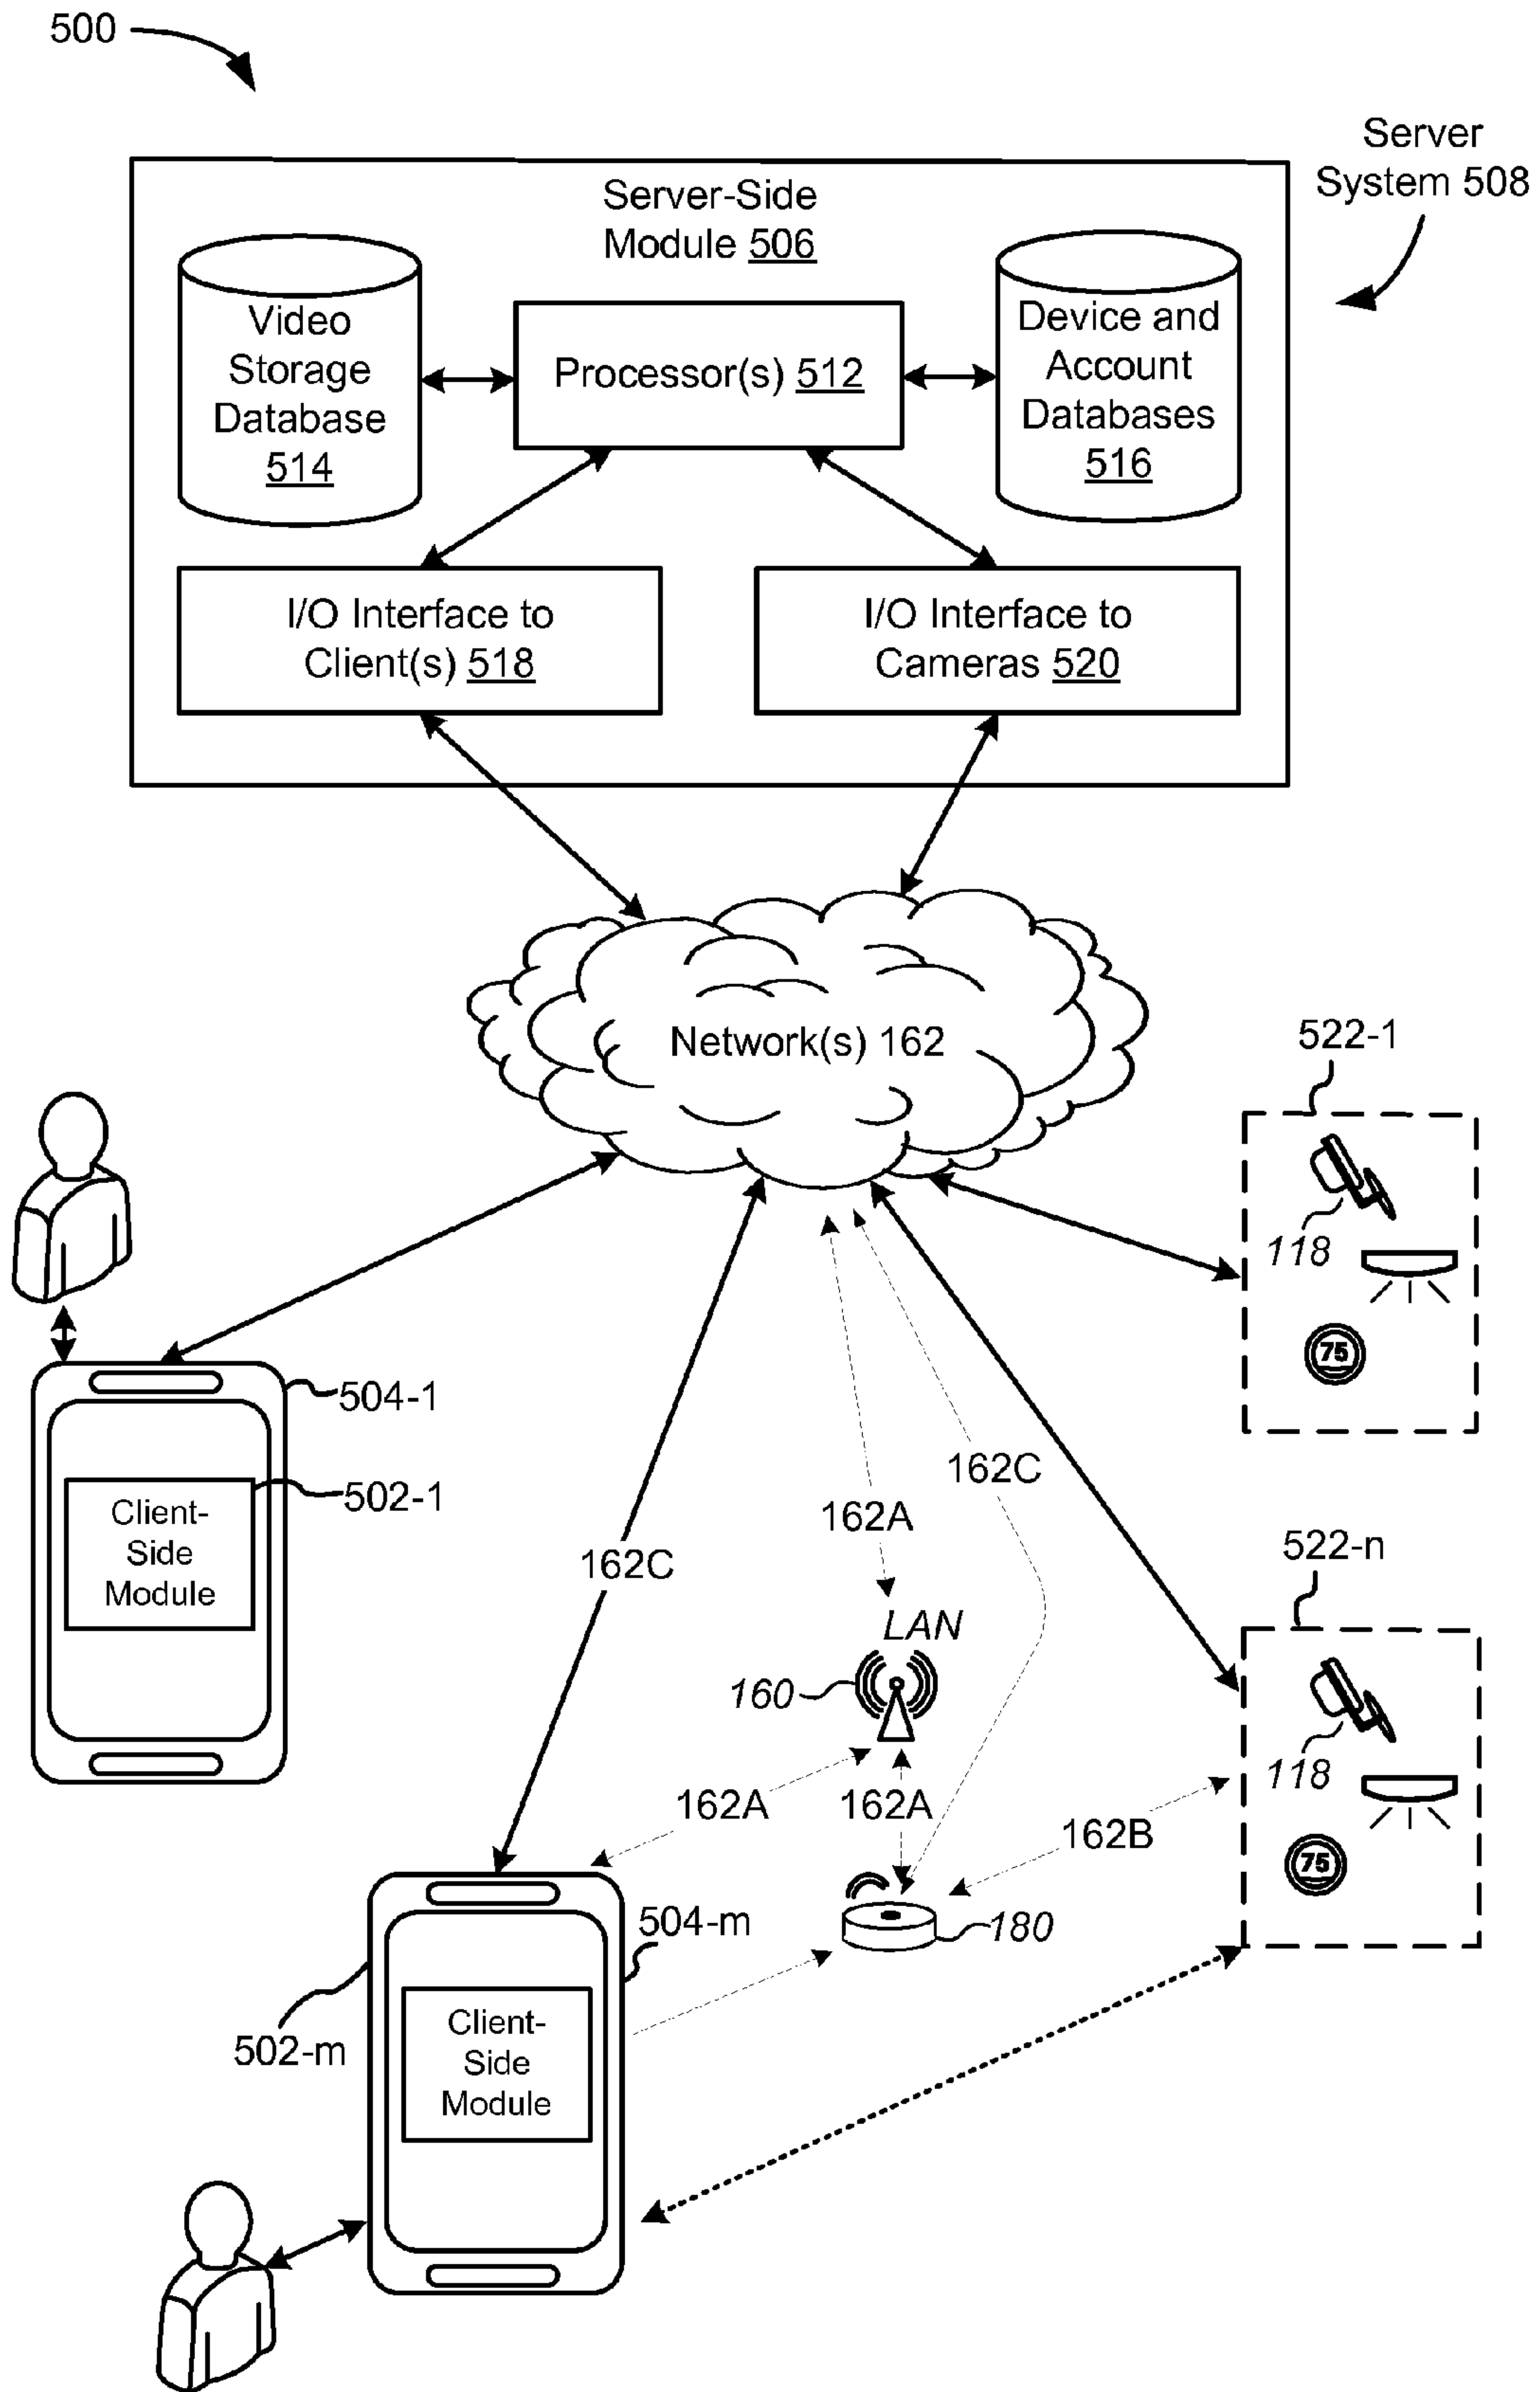 500
Server
System 508
Server-Side
Module 506
Video
Storage
Database
514
Processor(s) 512
Device and
Account
Databases
516
I/O Interface to
Client(s) 518
I/O Interface to
Cameras 520
Network(s) 162
522-1
118
75
504-1
502-1
Client-
Side
Module
162C
162A
162C
LAN
160
162A
162A
162B
522-n
118
75
180
504-m
502-m
Client-
Side
Module